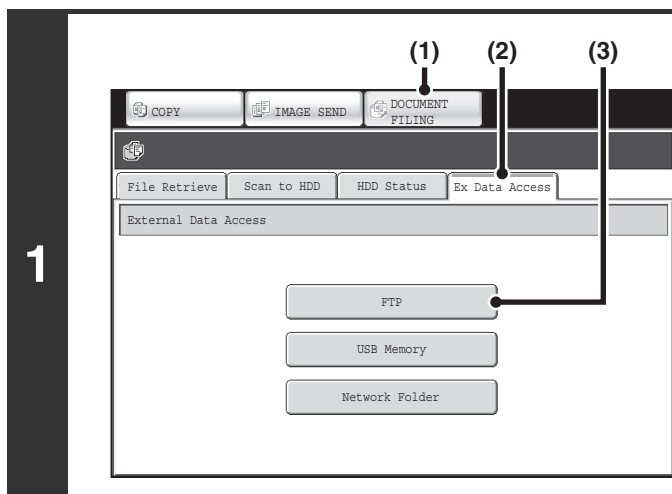 1
(1) (2) (3)
COPY IMAGE SEND DOCUMENT
FILING
File Retrieve Scan to HDD HDD Status Ex Data Access
External Data Access
FTP
USB Memory
Network Folder